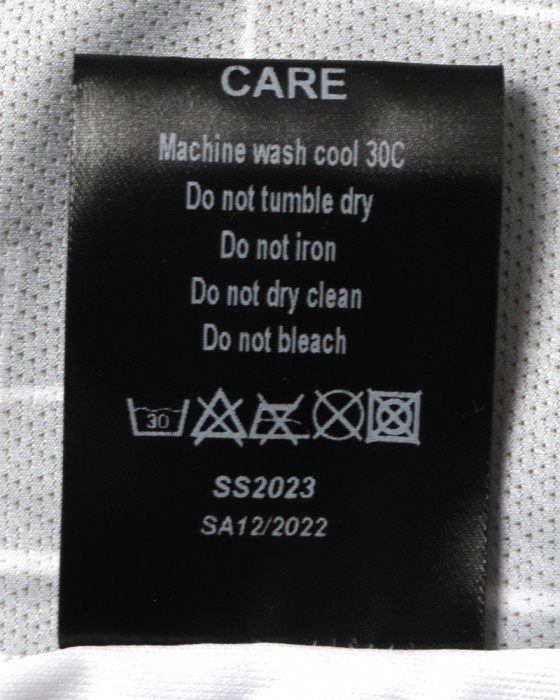 CARE
Machine wash cool 30C
Do not tumble dry
Do not iron
Do not dry clean
Do not bleach
30
SS2023
SA12/2022